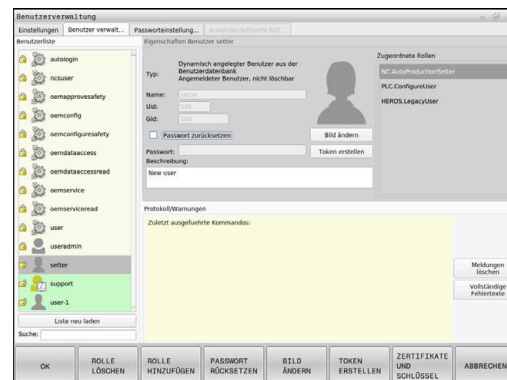 Benutzerverwaltung
Einstellungen
Benutzer verwalt...
Passworteinstellung...
Benutzerliste
autologin
ncsuser
oemapprovesafety
oemconfig
oemconfiguresafety
oemdataaccess
oemdataaccessread
oemservice
oemserviceread
user
useradmin
setter
support
user-1
Liste neu laden
Suche:
Eigenschaften Benutzer setter
Typ:
Dynamisch angelegter Benutzer aus der
Benutzerdatenbank
Angemeldeter Benutzer, nicht löschbar
Name: setter
Uid: 505
Gid: 100
Passwort zurücksetzen
Passwort:
Bild ändern
Token erstellen
Beschreibung:
New user
Zugeordnete Rollen
NC.AutoProductionSetter
PLC.ConfigureUser
HEROS.LegacyUser
Protokoll/Warnungen
Zuletzt ausgefuehrte Kommandos:
Meldungen
löschen
Vollständige
Fehlertexte
OK
ROLLE
LÖSCHEN
ROLLE
HINZUFÜGEN
PASSWORT
RÜCKSETZEN
BILD
ÄNDERN
TOKEN
ERSTELLEN
ZERTIFIKATE
UND
SCHLÜSSEL
ABBRECHEN